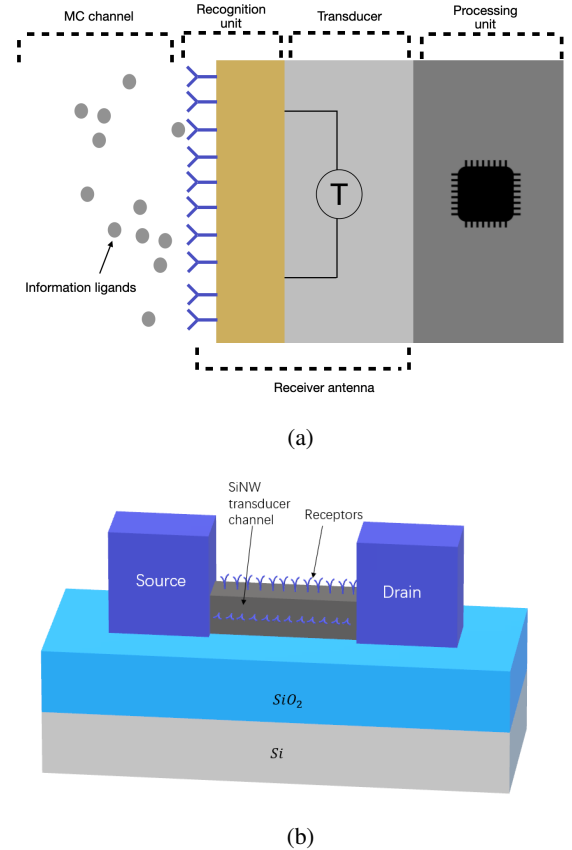 MC channel
Recognition
unit
Transducer
Processing
unit
T
Information ligands
Receiver antenna
(a)
SiNW
transducer
channel
Receptors
Source
Drain
SiO₂
Si
(b)